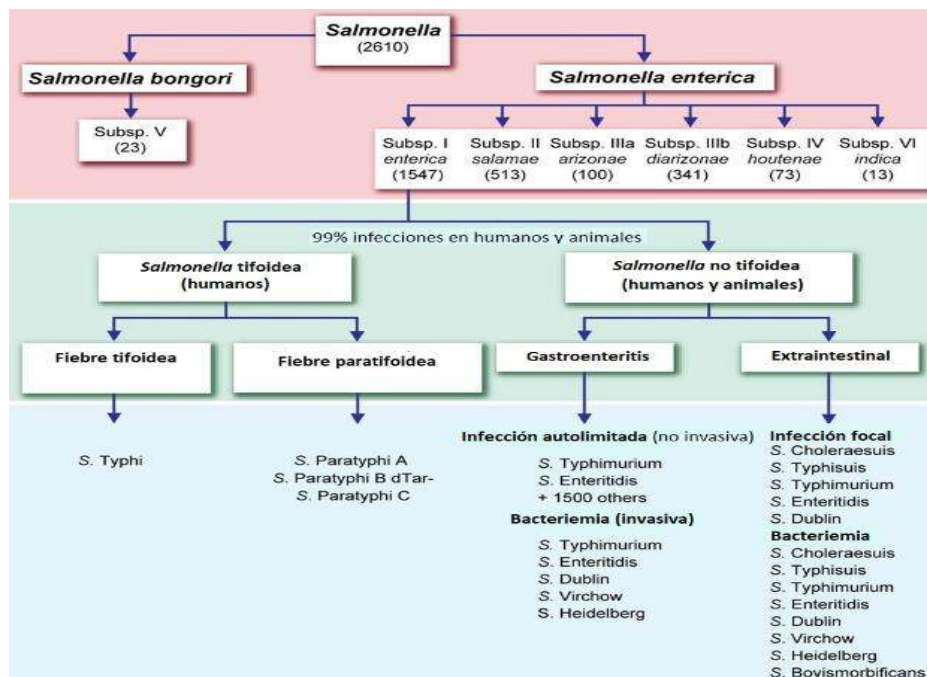 Salmonella
(2610)
Salmonella bongori
Salmonella enterica
Subsp. V
(23)
Subsp. I
enterica
(1547)
Subsp. II
salamae
(513)
Subsp. IIIa
arizonae
(100)
Subsp. IIIb
diarizonae
(341)
Subsp. IV
houtenae
(73)
Subsp. VI
indica
(13)
99% infecciones en humanos y animales
Salmonella tifoidea
(humanos)
Salmonella no tifoidea
(humanos y animales)
Fiebre tifoidea
Fiebre paratifoidea
Gastroenteritis
Extraintestinal
S. Typhi
S. Paratyphi A
S. Paratyphi B dTar-
S. Paratyphi C
Infección autolimitada (no invasiva)
S. Typhimurium
S. Enteritidis
+ 1500 others
Bacteriemia (invasiva)
S. Typhimurium
S. Enteritidis
S. Dublin
S. Virchow
S. Heidelberg
Infección focal
S. Choleraesuis
S. Typhisuis
S. Typhimurium
S. Enteritidis
S. Dublin
Bacteriemia
S. Choleraesuis
S. Typhisuis
S. Typhimurium
S. Enteritidis
S. Dublin
S. Virchow
S. Heidelberg
S. Bovismorbificans